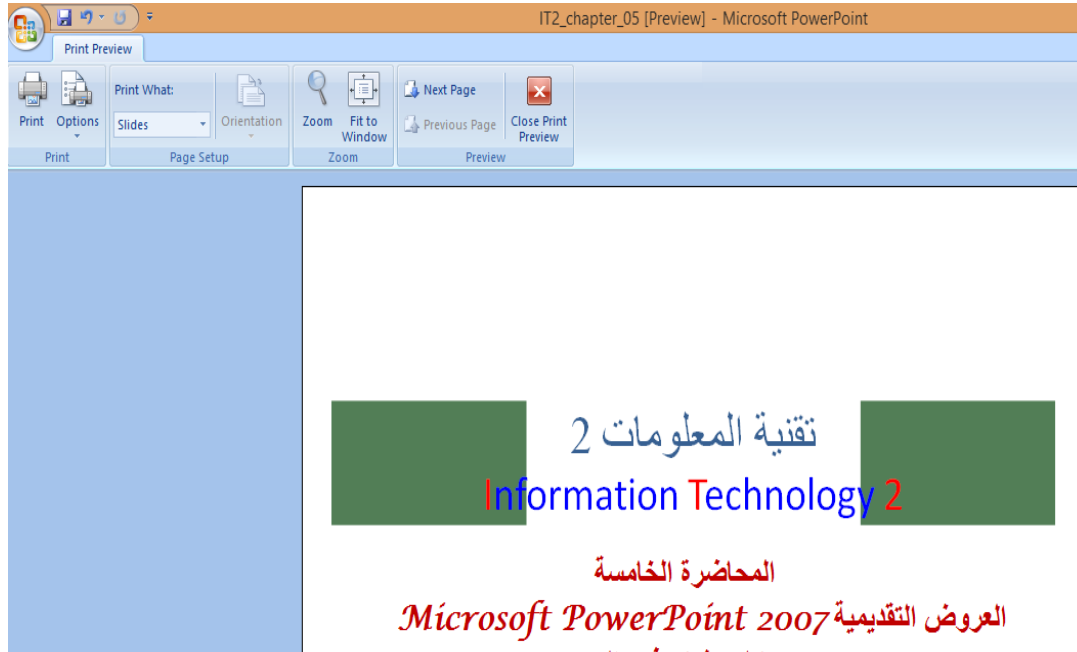 IT2_chapter_05 [Preview] - Microsoft PowerPoint
Print Preview
Print
Options
Print What:
Slides
Orientation
Zoom
Fit to Window
Next Page
Previous Page
Close Print Preview
Print
Page Setup
Zoom
Preview
تقنية المعلومات 2
Information Technology 2
المحاضرة الخامسة
العروض التقديمية Microsoft PowerPoint 2007